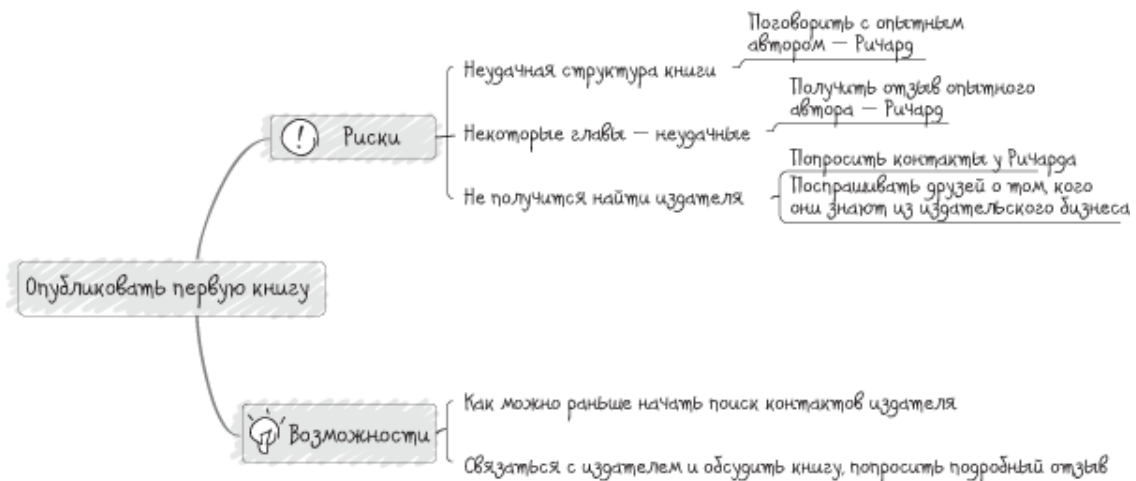 Опубликовать первую книгу
Риски
Неудачная структура книги
Поговорить с опытным
автором — Ричард
Некоторые главы — неудачные
Получить отзыв опытного
автора — Ричард
Не получится найти издателя
Попросить контакты у Ричарда
Поспрашивать друзей о том, кого
они знают из издательского бизнеса
Возможности
Как можно раньше начать поиск контактов издателя
Связаться с издателем и обсудить книгу, попросить подробный отзыв